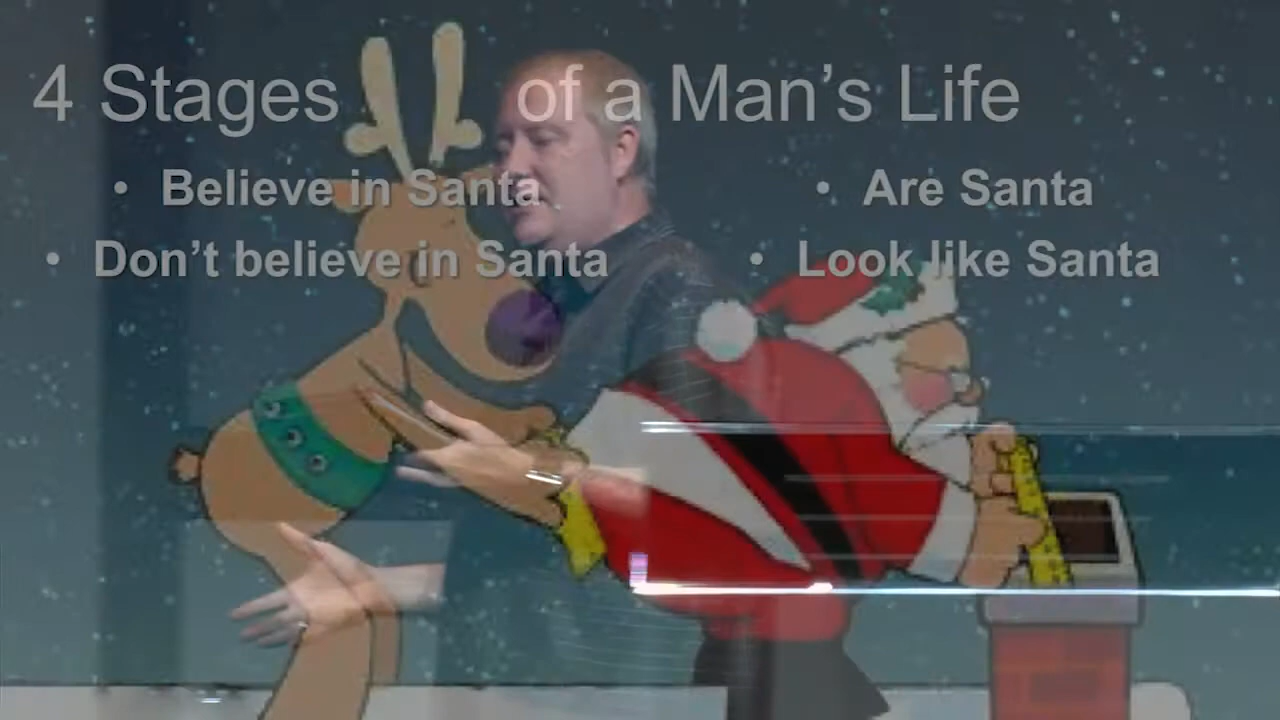 4 Stages of a Man’s Life
• Believe in Santa
• Don’t believe in Santa
• Are Santa
• Look like Santa